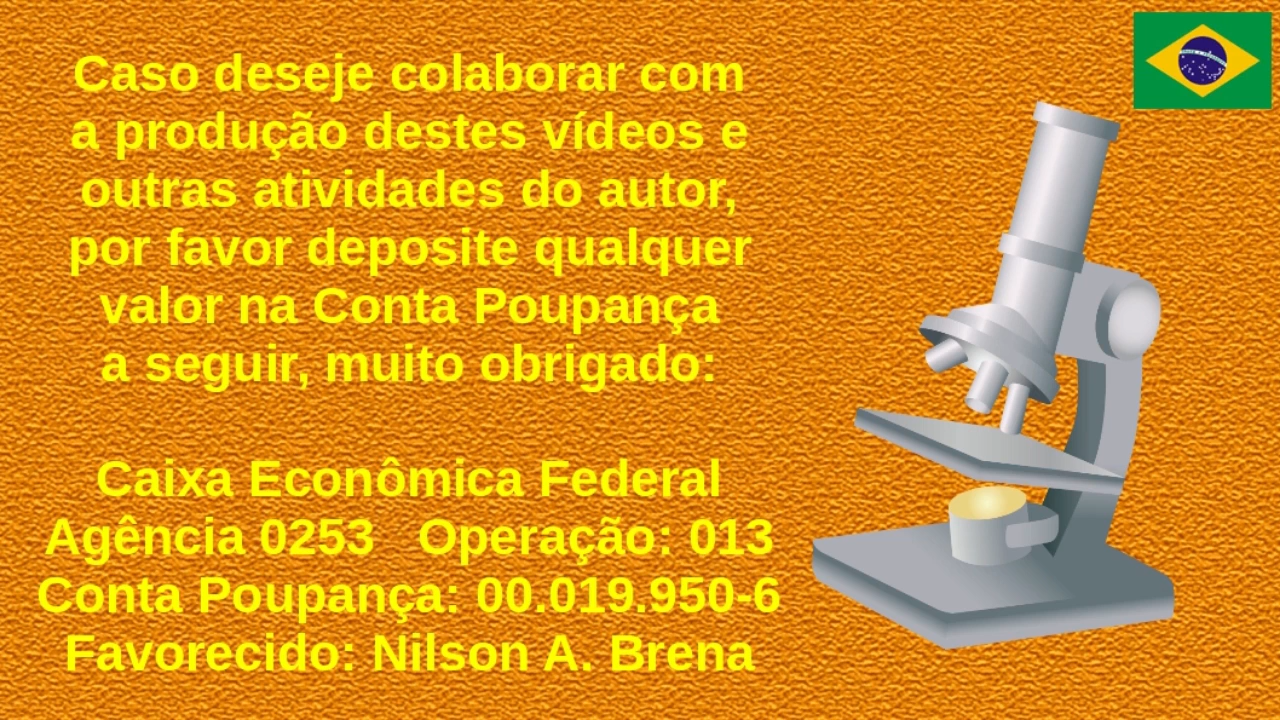 Caso deseje colaborar com
a produção destes vídeos e
outras atividades do autor,
por favor deposite qualquer
valor na Conta Poupança
a seguir, muito obrigado:
Caixa Econômica Federal
Agência 0253 Operação: 013
Conta Poupança: 00.019.950-6
Favorecido: Nilson A. Brena